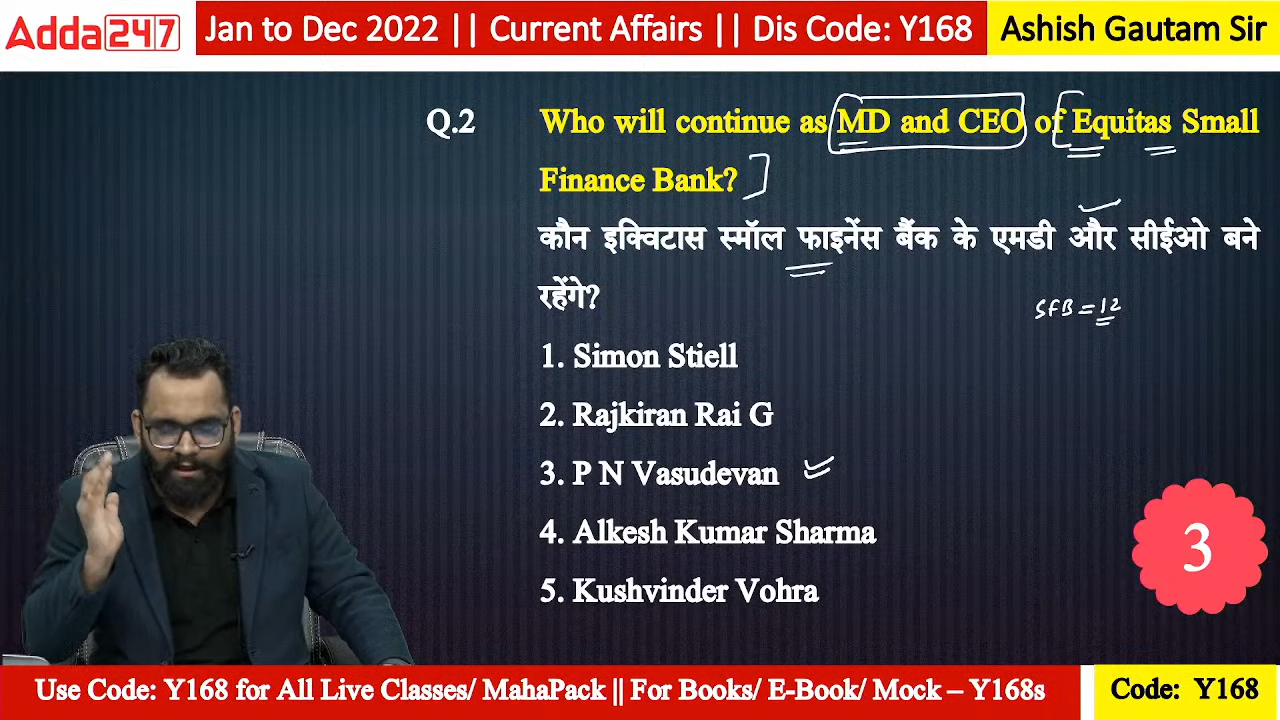 Adda247 Jan to Dec 2022 || Current Affairs || Dis Code: Y168 Ashish Gautam Sir
Q.2 Who will continue as MD and CEO of Equitas Small
Finance Bank?
कौन इक्विटास स्मॉल फाइनेंस बैंक के एमडी और सीईओ बने
रहेंगे?
SFB = 12
1. Simon Stiell
2. Rajkiran Rai G
3. P N Vasudevan
4. Alkesh Kumar Sharma
5. Kushvinder Vohra
3
Use Code: Y168 for All Live Classes/ MahaPack || For Books/ E-Book/ Mock – Y168s Code: Y168